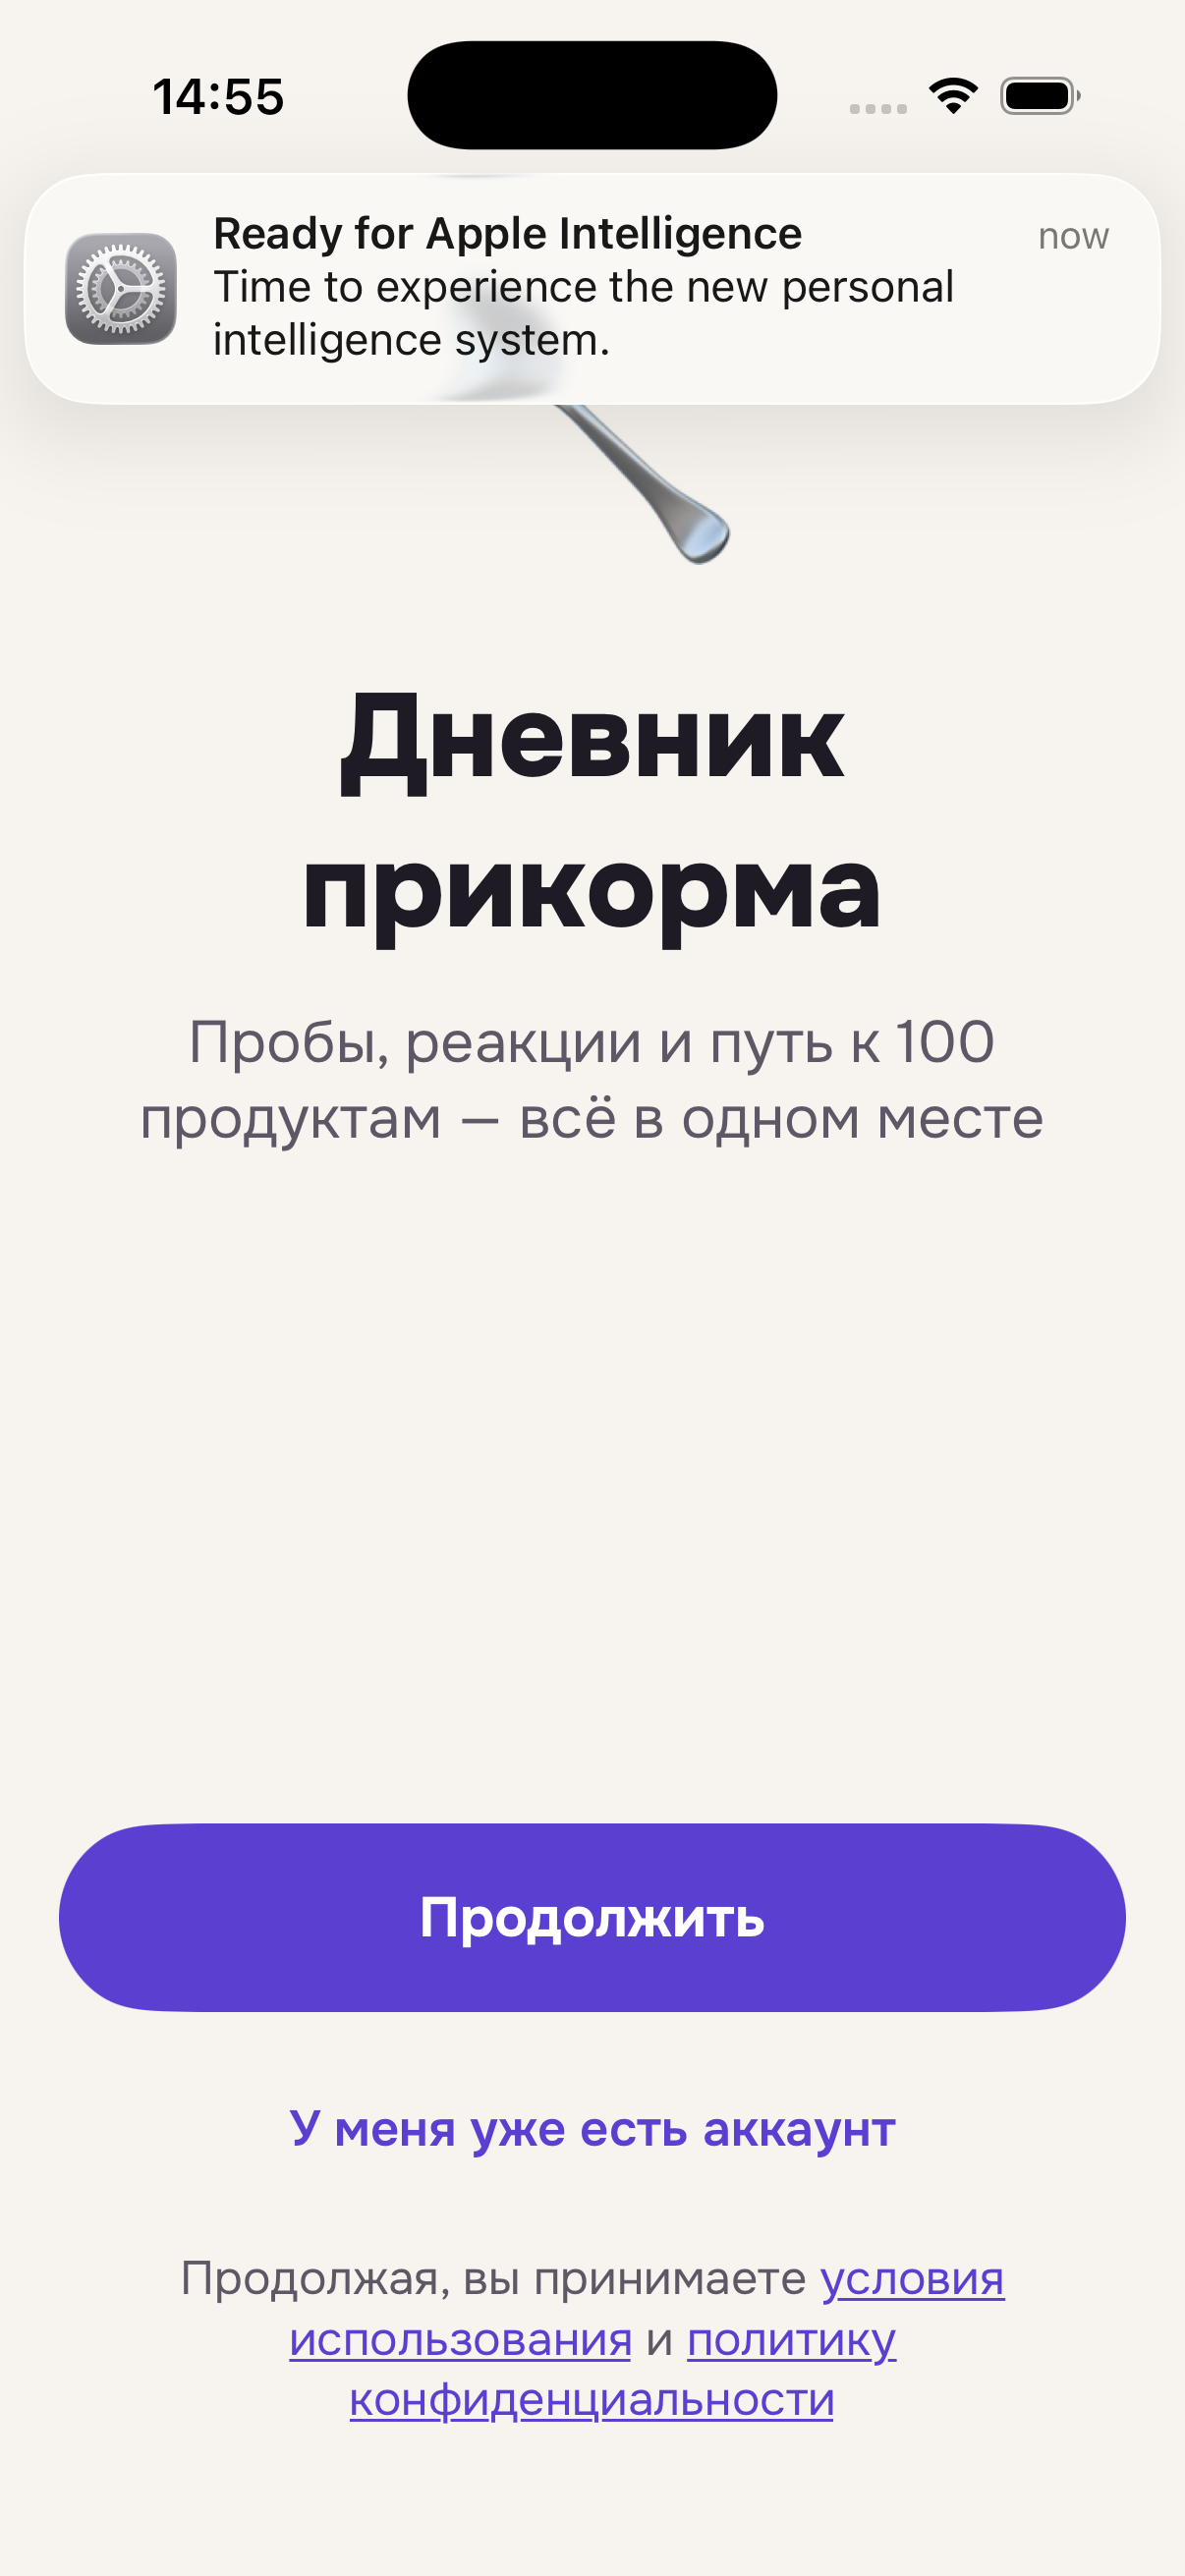 14:55
Ready for Apple Intelligence
now
Time to experience the new personal
intelligence system.
Дневник
прикорма
Пробы, реакции и путь к 100
продуктам — всё в одном месте
Продолжить
У меня уже есть аккаунт
Продолжая, вы принимаете условия
использования и политику
конфиденциальности